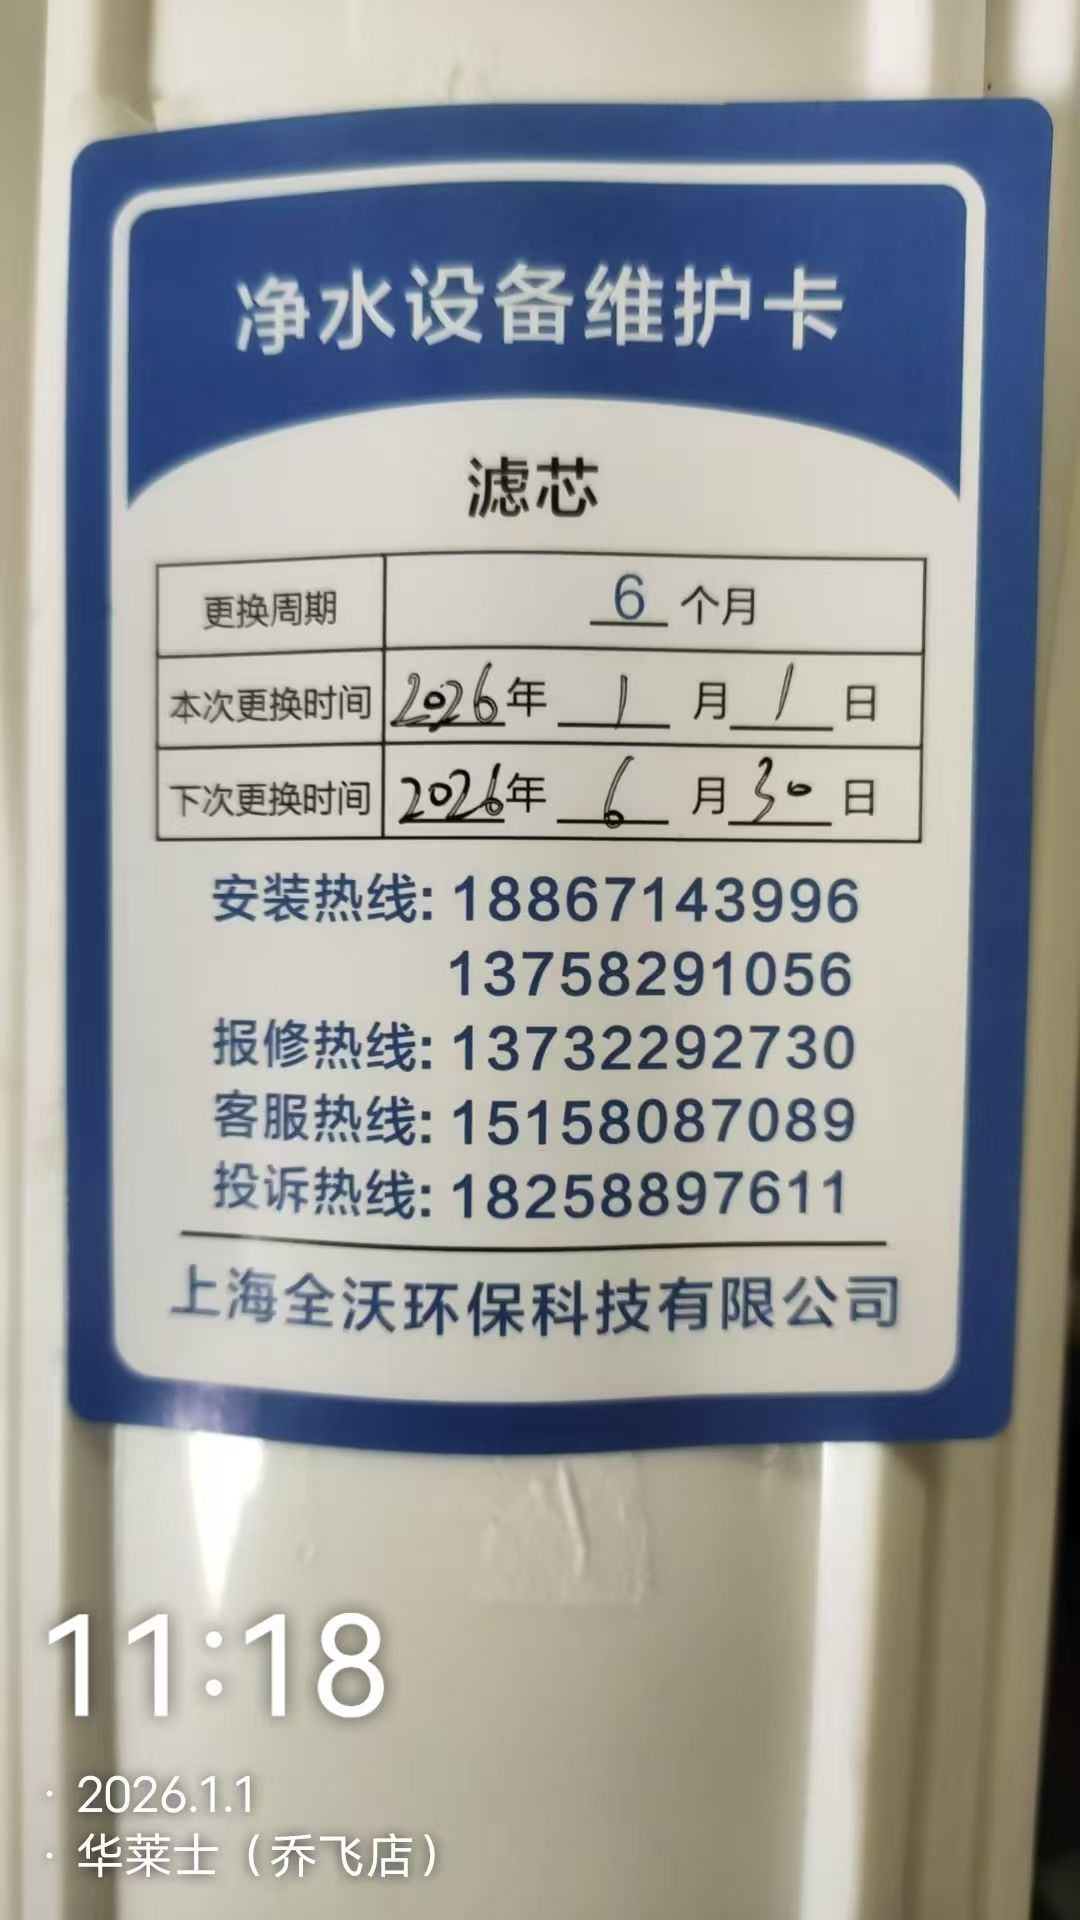 净水设备维护卡
滤芯
更换周期 6 个月
本次更换时间 2026年 1 月 1 日
下次更换时间 2026年 6 月 30 日
安装热线: 18867143996
13758291056
报修热线: 13732292730
客服热线: 15158087089
投诉热线: 18258897611
上海全沃环保科技有限公司
11:18
· 2026.1.1
· 华莱士（乔飞店）